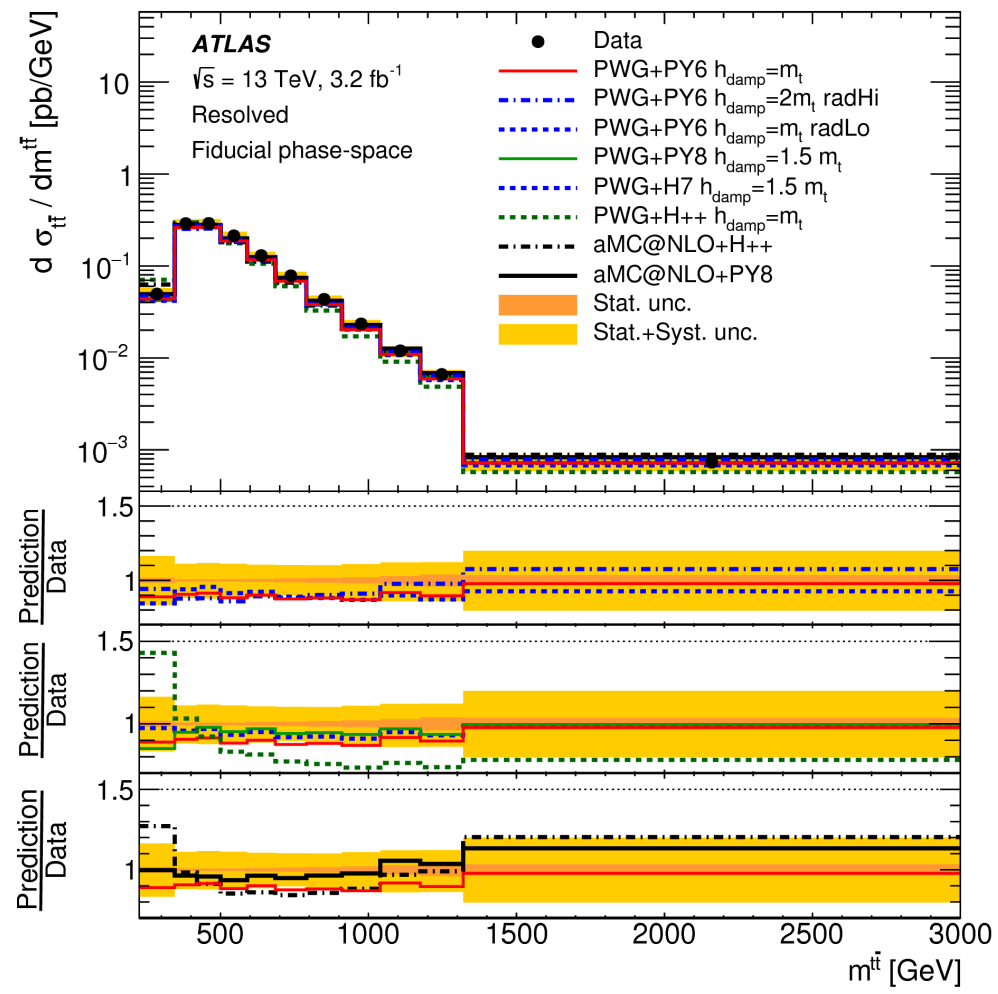 ATLAS
√s = 13 TeV, 3.2 fb⁻¹
Resolved
Fiducial phase-space
Data
PWG+PY6 h_damp=m_t
PWG+PY6 h_damp=2m_t radHi
PWG+PY6 h_damp=m_t radLo
PWG+PY8 h_damp=1.5 m_t
PWG+H7 h_damp=1.5 m_t
PWG+H++ h_damp=m_t
aMC@NLO+H++
aMC@NLO+PY8
Stat. unc.
Stat.+Syst. unc.
d σ_tt̄ / dm^tt̄ [pb/GeV]
10
1
10⁻¹
10⁻²
10⁻³
Prediction
Data
1.5
1
Prediction
Data
1.5
1
Prediction
Data
1.5
1
500 1000 1500 2000 2500 3000
m^tt̄ [GeV]